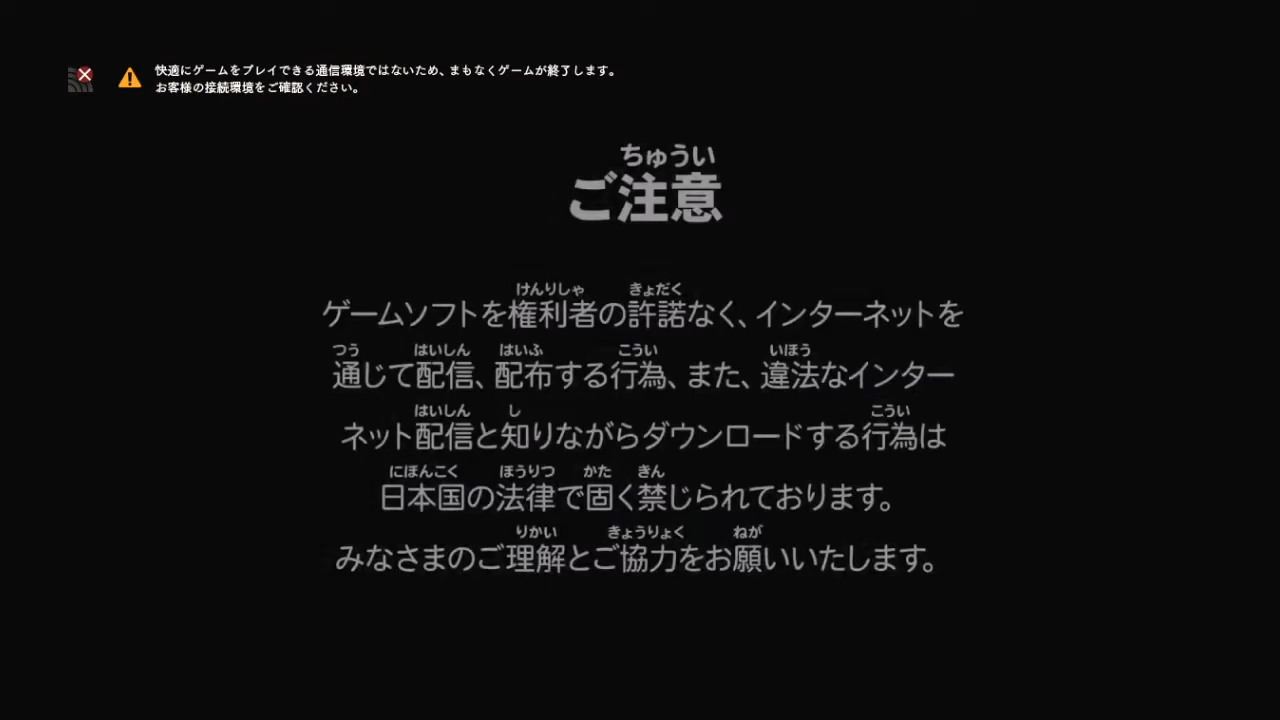 快適にゲームをプレイできる通信環境ではないため、まもなくゲームが終了します。
お客様の接続環境をご確認ください。
ちゅうい
ご注意
けんりしゃ きょだく
ゲームソフトを権利者の許諾なく、インターネットを
つう はいしん はいふ こうい いほう
通じて配信、配布する行為、また、違法なインター
はいしん し こうい
ネット配信と知りながらダウンロードする行為は
にほんこく ほうりつ かた きん
日本国の法律で固く禁じられております。
りかい きょうりょく ねが
みなさまのご理解とご協力をお願いいたします。